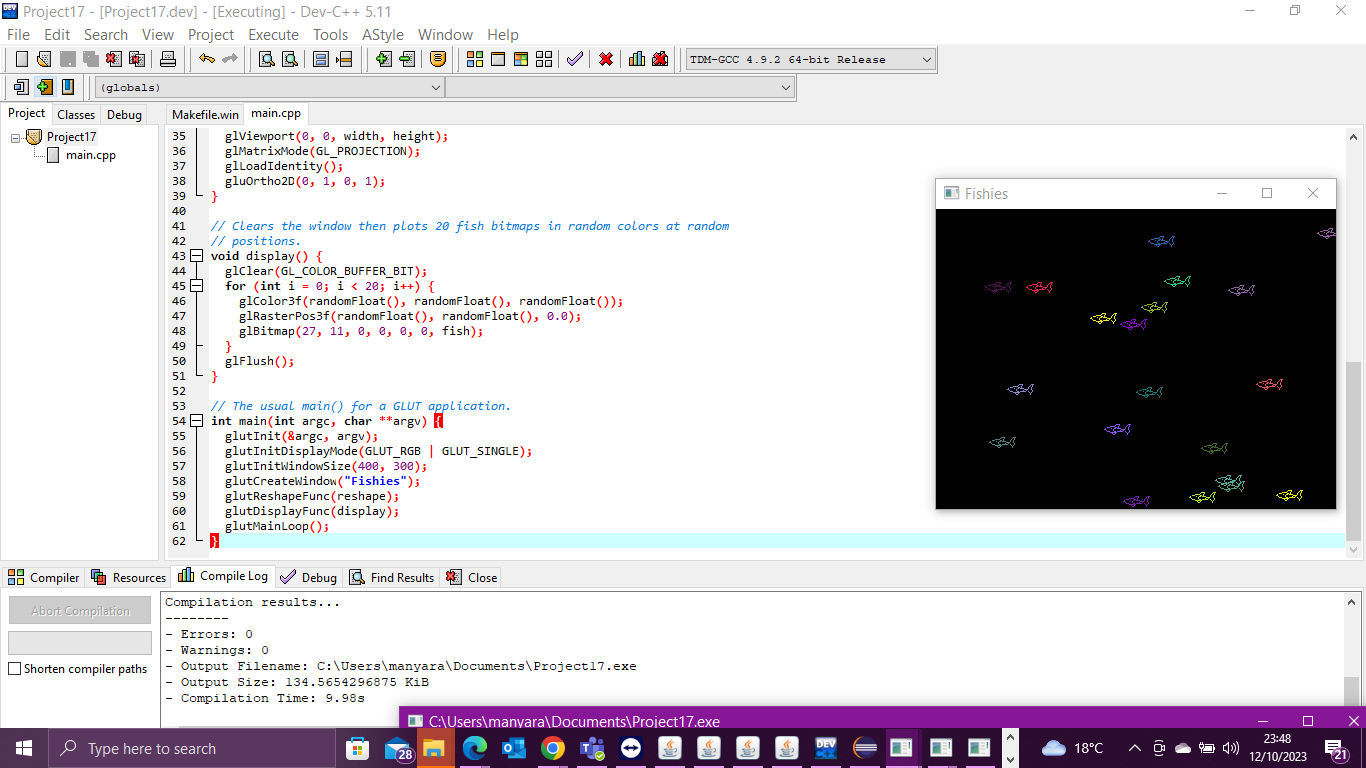 Project17 - [Project17.dev] - [Executing] - Dev-C++ 5.11
File Edit Search View Project Execute Tools AStyle Window Help
TDM-GCC 4.9.2 64-bit Release
(globals)
Project Classes Debug
Makefile.win main.cpp
Project17
main.cpp
35 glViewport(0, 0, width, height);
36 glMatrixMode(GL_PROJECTION);
37 glLoadIdentity();
38 gluOrtho2D(0, 1, 0, 1);
39 }
40
41 // Clears the window then plots 20 fish bitmaps in random colors at random
42 // positions.
43 void display() {
44 glClear(GL_COLOR_BUFFER_BIT);
45 for (int i = 0; i < 20; i++) {
46 glColor3f(randomFloat(), randomFloat(), randomFloat());
47 glRasterPos3f(randomFloat(), randomFloat(), 0.0);
48 glBitmap(27, 11, 0, 0, 0, 0, fish);
49 }
50 glFlush();
51 }
52
53 // The usual main() for a GLUT application.
54 int main(int argc, char **argv) {
55 glutInit(&argc, argv);
56 glutInitDisplayMode(GLUT_RGB | GLUT_SINGLE);
57 glutInitWindowSize(400, 300);
58 glutCreateWindow("Fishies");
59 glutReshapeFunc(reshape);
60 glutDisplayFunc(display);
61 glutMainLoop();
62 }
Fishies
Compiler Resources Compile Log Debug Find Results Close
Abort Compilation
Shorten compiler paths
Compilation results...
--------
- Errors: 0
- Warnings: 0
- Output Filename: C:\Users\manyara\Documents\Project17.exe
- Output Size: 134.5654296875 KiB
- Compilation Time: 9.98s
C:\Users\manyara\Documents\Project17.exe
Type here to search
28
DEV
18°C
23:48
12/10/2023
21